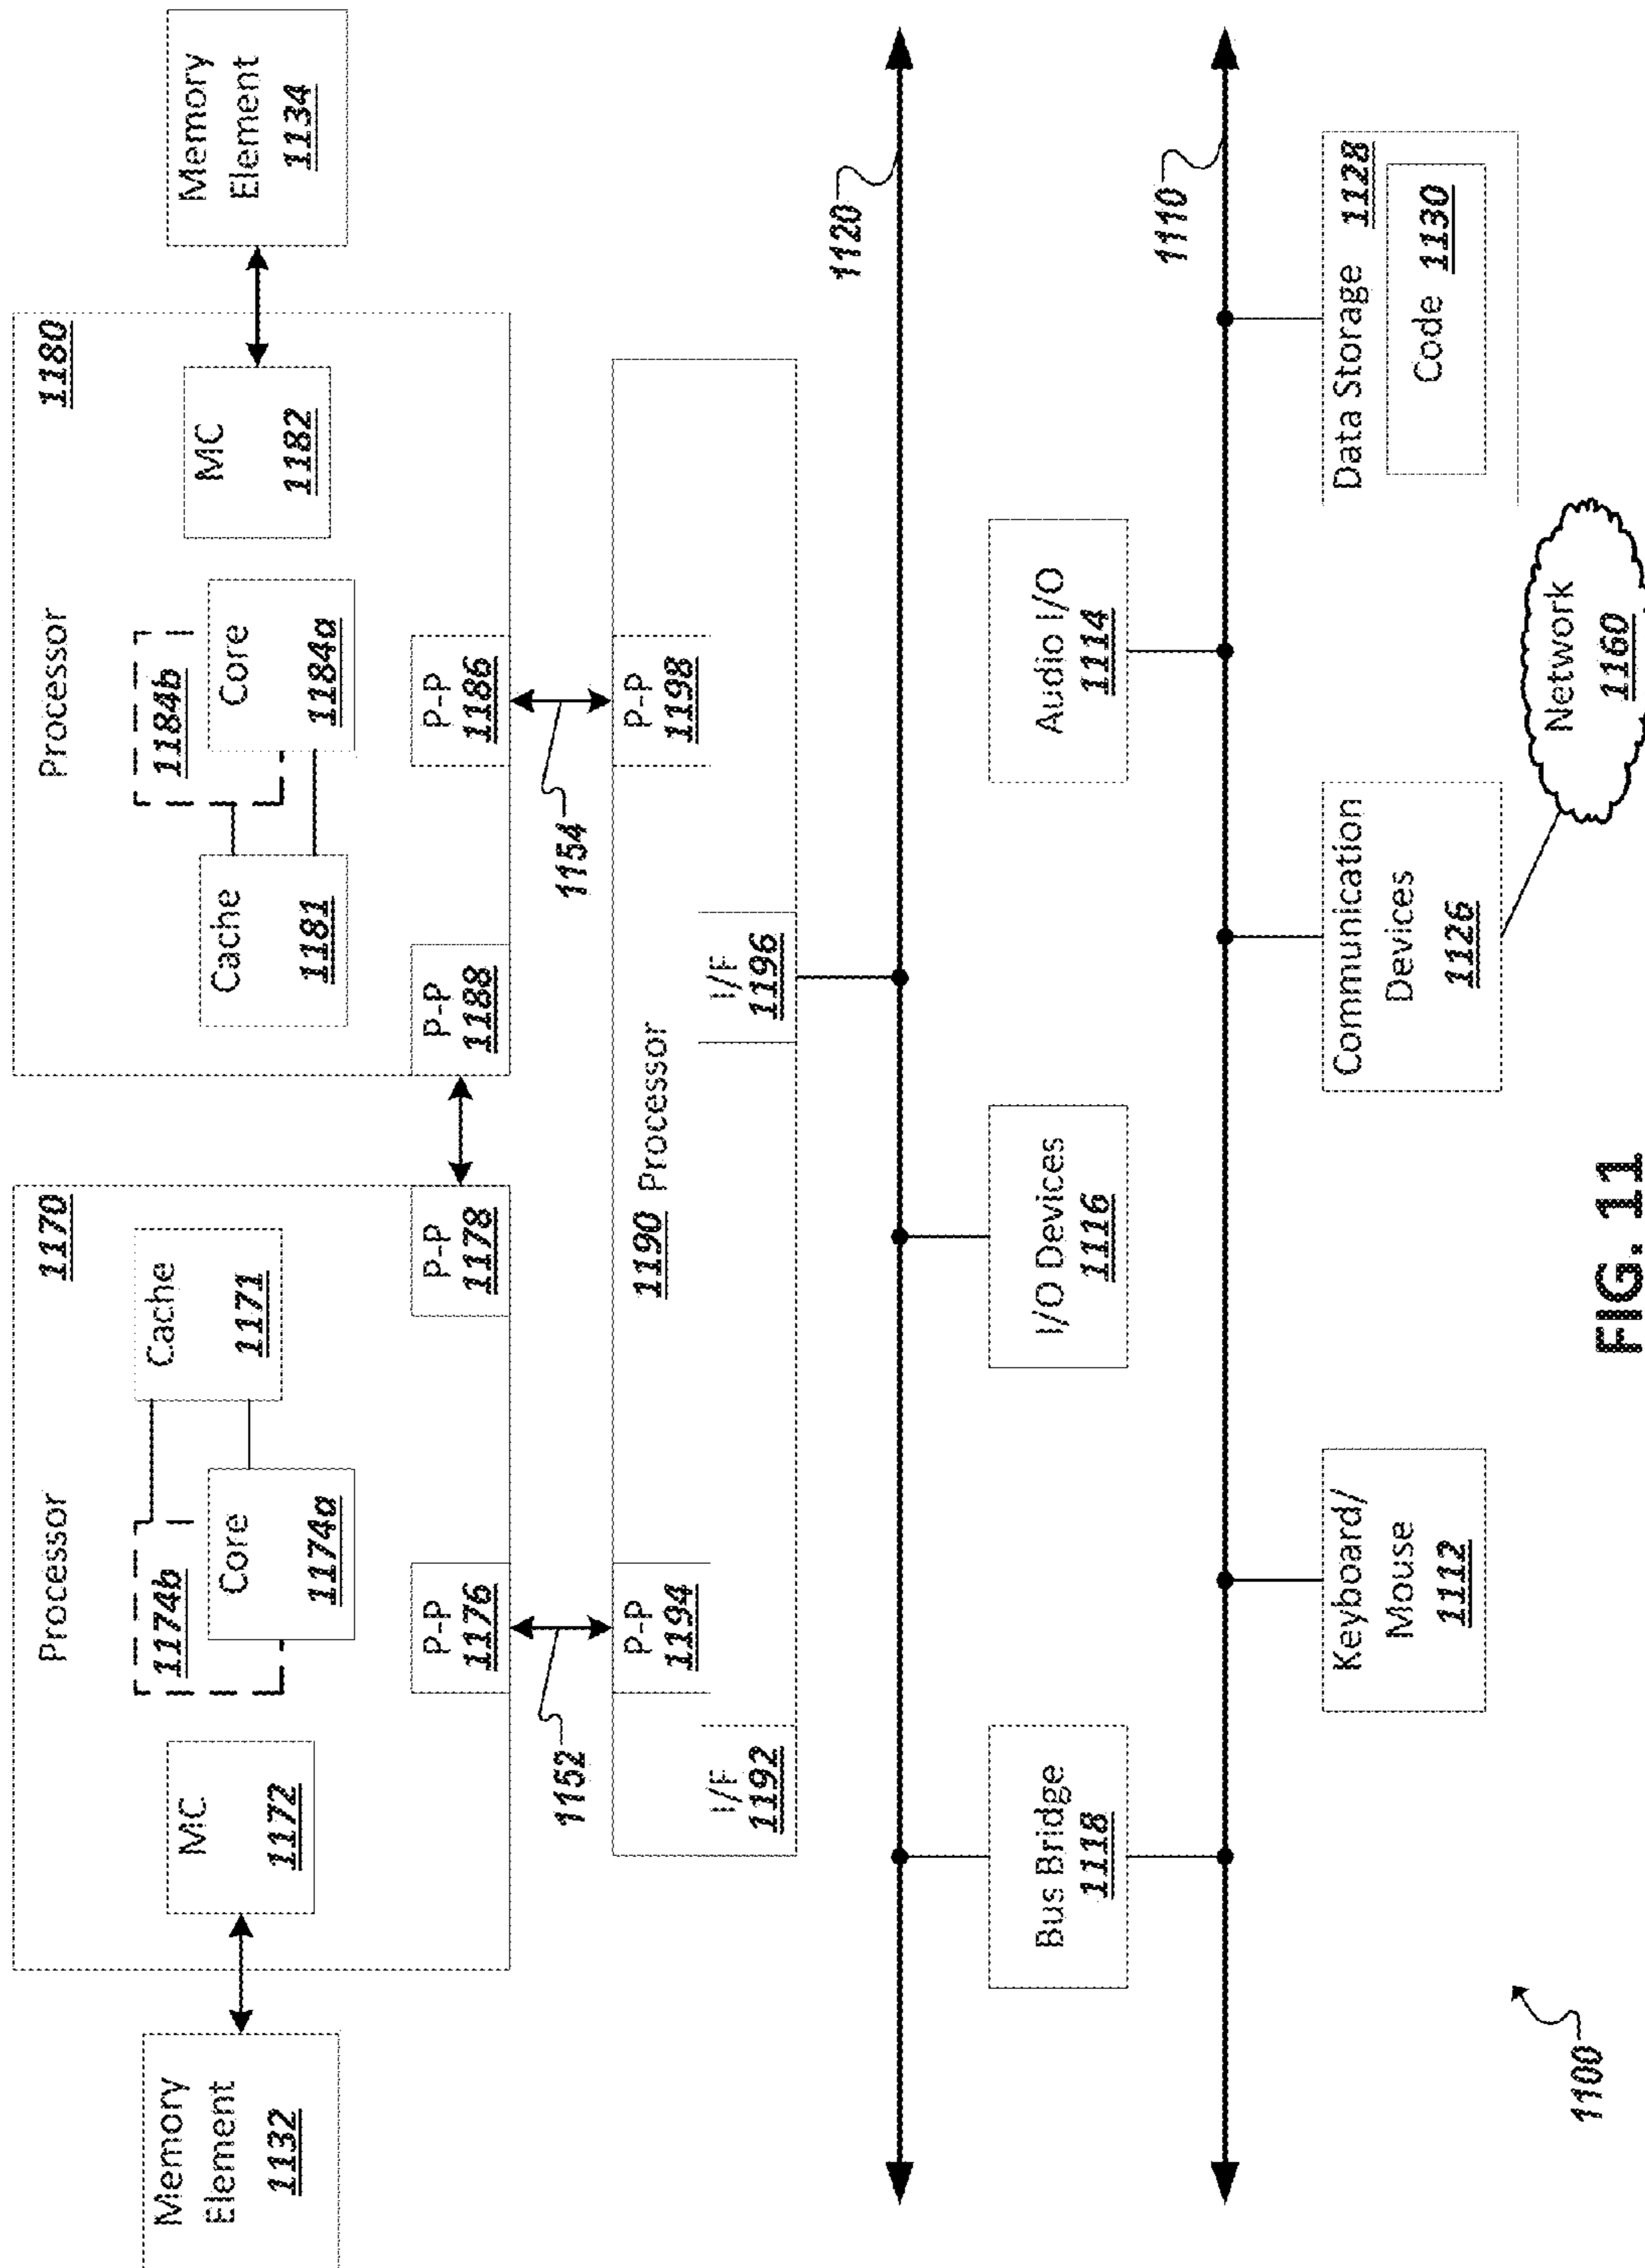 1170
Processor
MC
1172
1174b
Core
1174a
Cache
1171
P-P
1176
P-P
1178
Memory
Element
1132
Processor
1180
1184b
Core
1184a
Cache
1181
MC
1182
P-P
1188
P-P
1186
Memory
Element
1134
1152
1154
P-P
1194
1190 Processor
P-P
1198
I/F
1192
I/F
1196
1120
Bus Bridge
1118
I/O Devices
1116
Audio I/O
1114
1110
Keyboard/
Mouse
1112
Communication
Devices
1126
Data Storage 1128
Code 1130
Network
1160
1100
FIG. 11